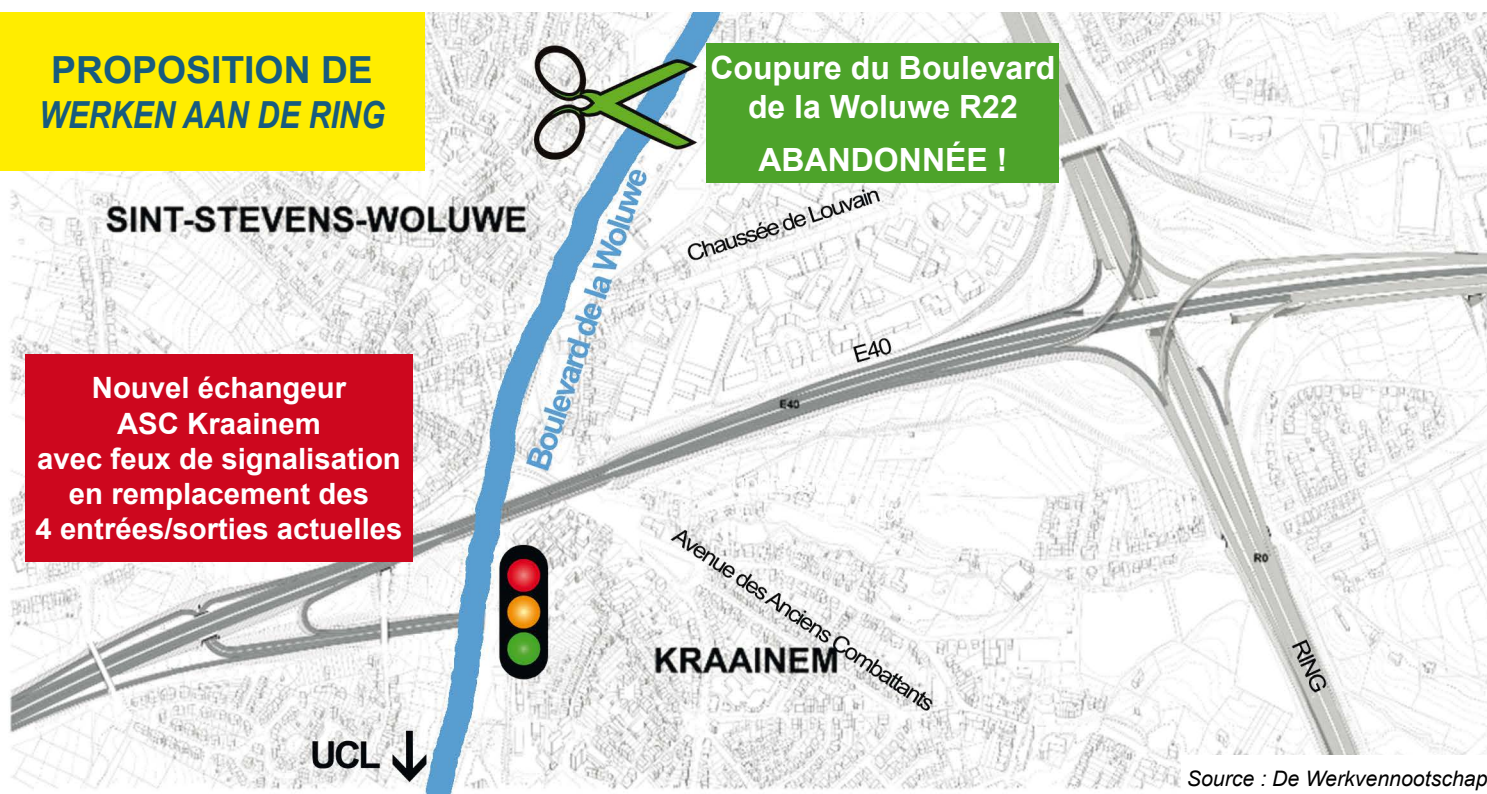 PROPOSITION DE
WERKEN AAN DE RING
Coupure du Boulevard
de la Woluwe R22
ABANDONNÉE !
SINT-STEVENS-WOLUWE
Boulevard de la Woluwe
Chaussée de Louvain
E40
E40
Nouvel échangeur
ASC Kraainem
avec feux de signalisation
en remplacement des
4 entrées/sorties actuelles
Avenue des Anciens Combattants
R0
KRAAINEM
RING
UCL
Source : De Werkvennootschap